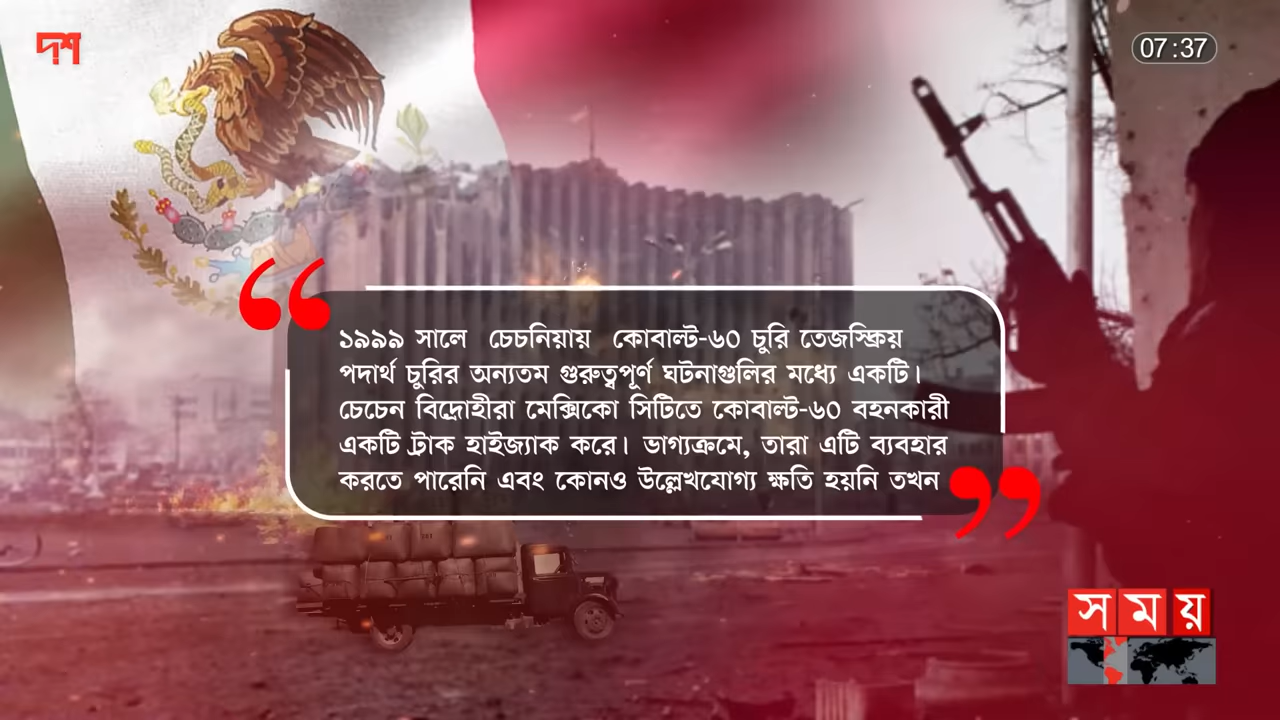 দশ
07:37
১৯৯৯ সালে চেচনিয়ায় কোবাল্ট-৬০ চুরি তেজস্ক্রিয়
পদার্থ চুরির অন্যতম গুরুত্বপূর্ণ ঘটনাগুলির মধ্যে একটি।
চেচেন বিদ্রোহীরা মেক্সিকো সিটিতে কোবাল্ট-৬০ বহনকারী
একটি ট্রাক হাইজ্যাক করে। ভাগ্যক্রমে, তারা এটি ব্যবহার
করতে পারেনি এবং কোনও উল্লেখযোগ্য ক্ষতি হয়নি তখন
সময়